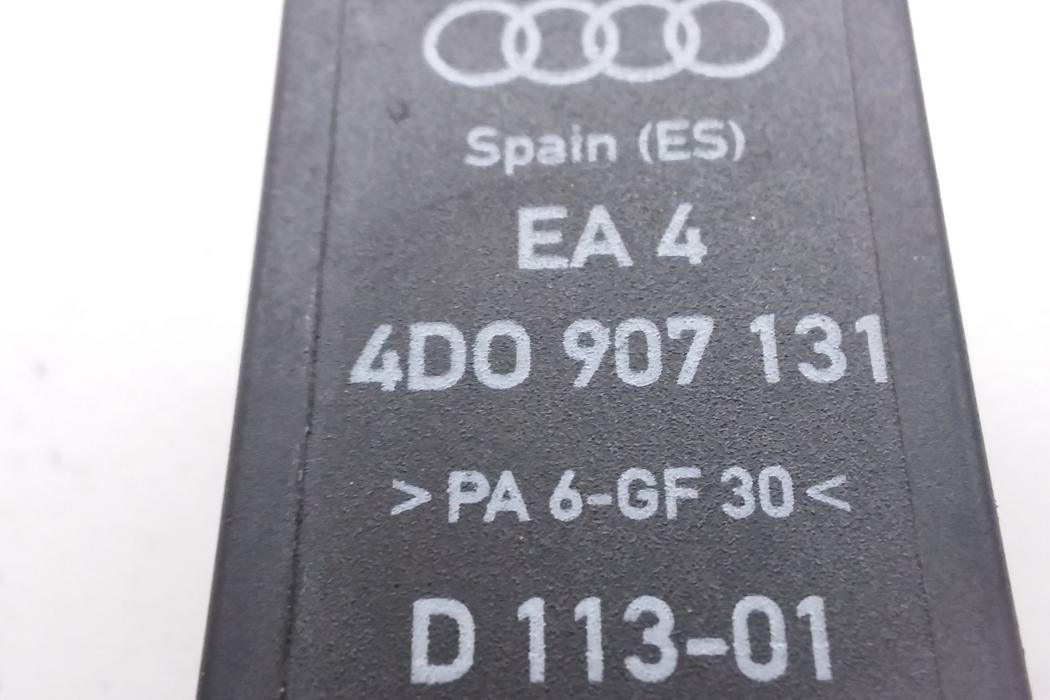 Spain (ES)
EA 4
4D0 907 131
>PA 6-GF 30<
D 113-01